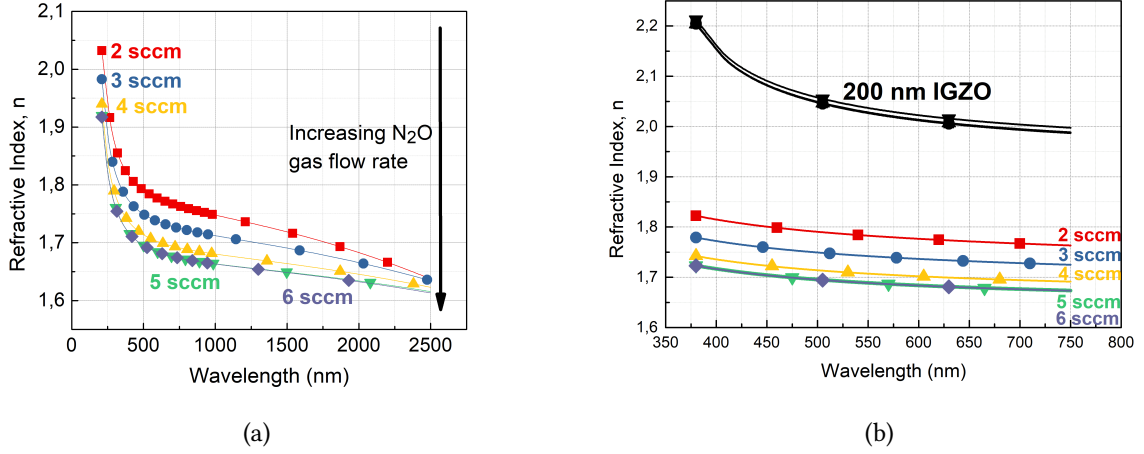 2,1
2,0
1,9
1,8
1,7
1,6
Refractive Index, n
2 sccm
3 sccm
4 sccm
5 sccm
6 sccm
Increasing N₂O
gas flow rate
0
500
1000
1500
2000
2500
Wavelength (nm)
(a)
2,2
2,1
2,0
1,9
1,8
1,7
1,6
Refractive Index, n
200 nm IGZO
2 sccm
3 sccm
4 sccm
5 sccm
6 sccm
350
400
450
500
550
600
650
700
750
800
Wavelength (nm)
(b)